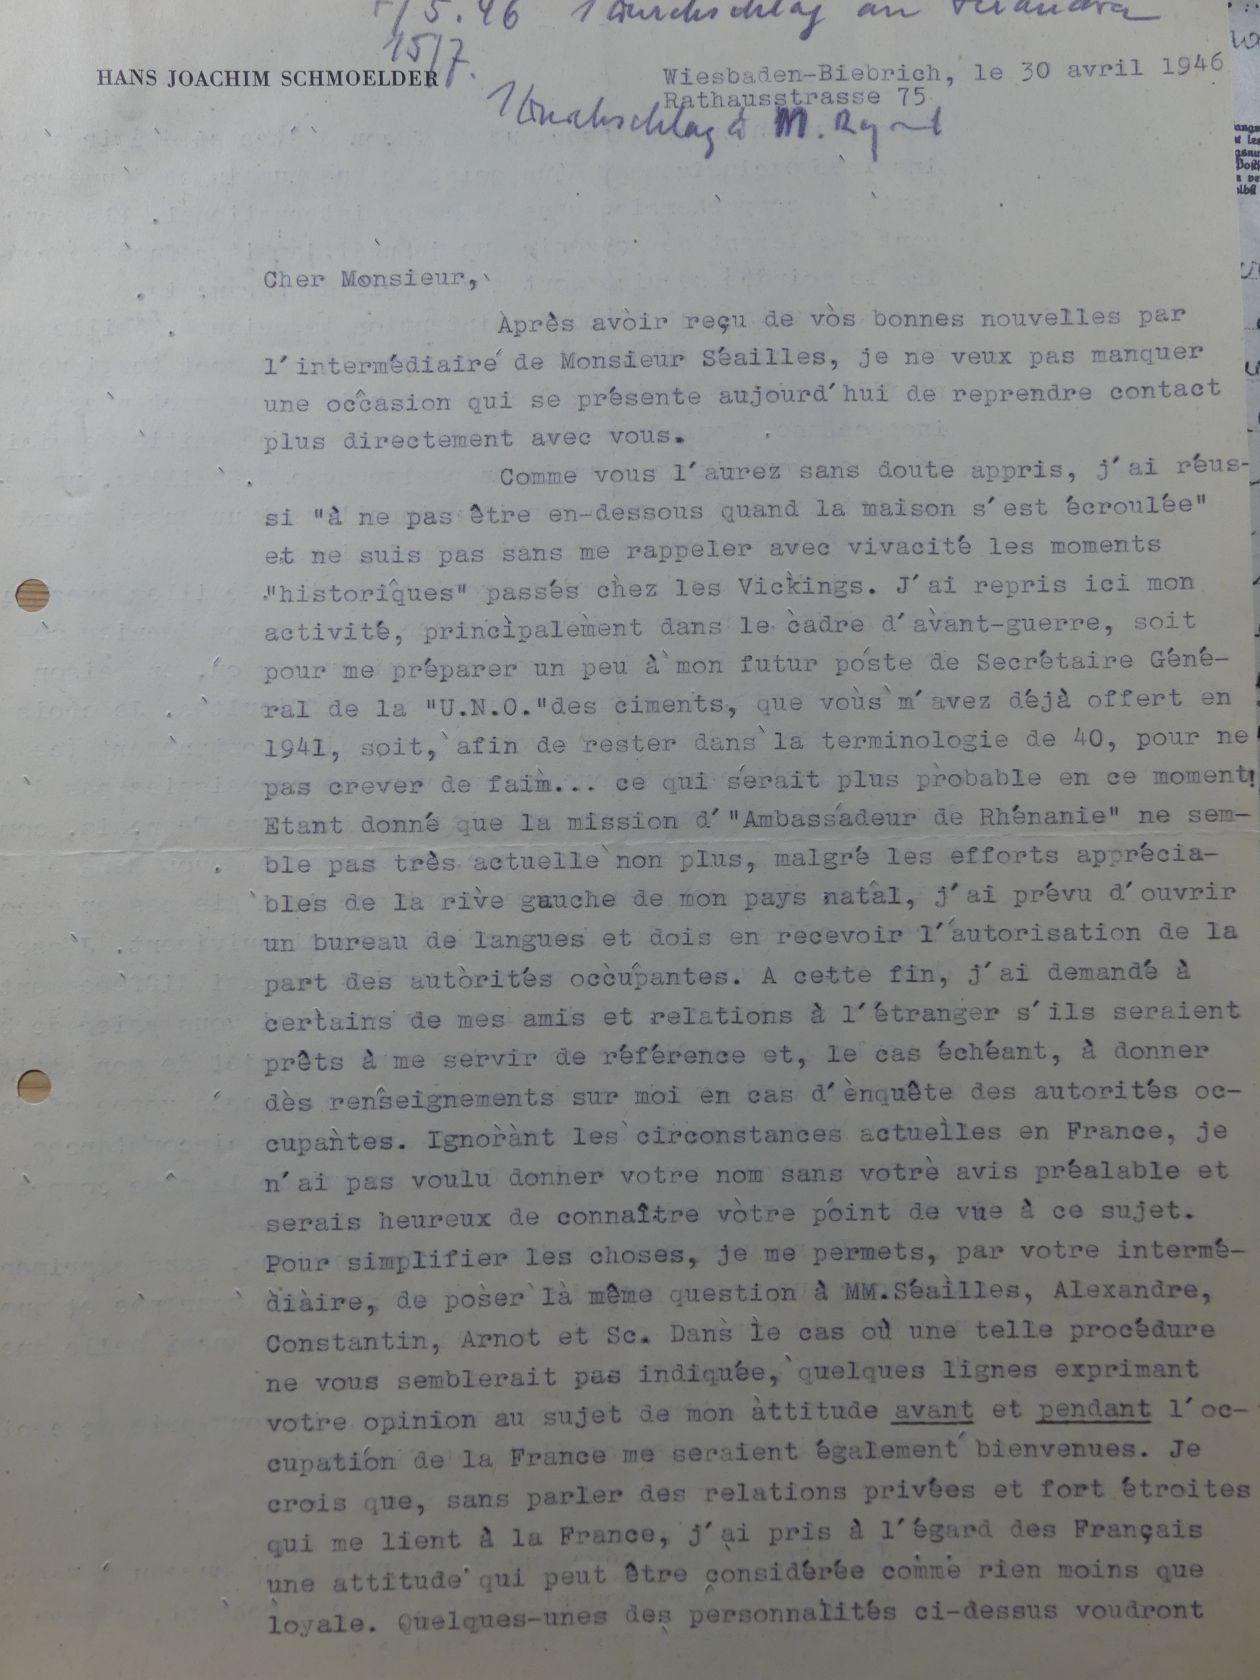 5.46 1 Durchschlag an
15/7.
HANS JOACHIM SCHMOELDER
Wiesbaden-Biebrich, le 30 avril 1946
Rathausstrasse 75
1 Durchschlag à M.
Cher Monsieur,
Après avoir reçu de vos bonnes nouvelles par
l'intermédiaire de Monsieur Séailles, je ne veux pas manquer
une occasion qui se présente aujourd'hui de reprendre contact
plus directement avec vous.
Comme vous l'aurez sans doute appris, j'ai réus-
si "à ne pas être en-dessous quand la maison s'est écroulée"
et ne suis pas sans me rappeler avec vivacité les moments
"historiques" passés chez les Vickings. J'ai repris ici mon
activité, principalement dans le cadre d'avant-guerre, soit
pour me préparer un peu à mon futur poste de Secrétaire Géné-
ral de la "U.N.O."des ciments, que vous m'avez déjà offert en
1941, soit, afin de rester dans la terminologie de 40, pour ne
pas crever de faim... ce qui serait plus probable en ce moment!
Etant donné que la mission d'"Ambassadeur de Rhénanie" ne sem-
ble pas très actuelle non plus, malgré les efforts apprécia-
bles de la rive gauche de mon pays natal, j'ai prévu d'ouvrir
un bureau de langues et dois en recevoir l'autorisation de la
part des autorités occupantes. A cette fin, j'ai demandé à
certains de mes amis et relations à l'étranger s'ils seraient
prêts à me servir de référence et, le cas échéant, à donner
des renseignements sur moi en cas d'enquête des autorités oc-
cupantes. Ignorant les circonstances actuelles en France, je
n'ai pas voulu donner votre nom sans votre avis préalable et
serais heureux de connaître votre point de vue à ce sujet.
Pour simplifier les choses, je me permets, par votre intermé-
diaire, de poser la même question à MM.Séailles, Alexandre,
Constantin, Arnot et Sc. Dans le cas où une telle procédure
ne vous semblerait pas indiquée, quelques lignes exprimant
votre opinion au sujet de mon attitude avant et pendant l'oc-
cupation de la France me seraient également bienvenues. Je
crois que, sans parler des relations privées et fort étroites
qui me lient à la France, j'ai pris à l'égard des Français
une attitude qui peut être considérée comme rien moins que
loyale. Quelques-unes des personnalités ci-dessus voudront